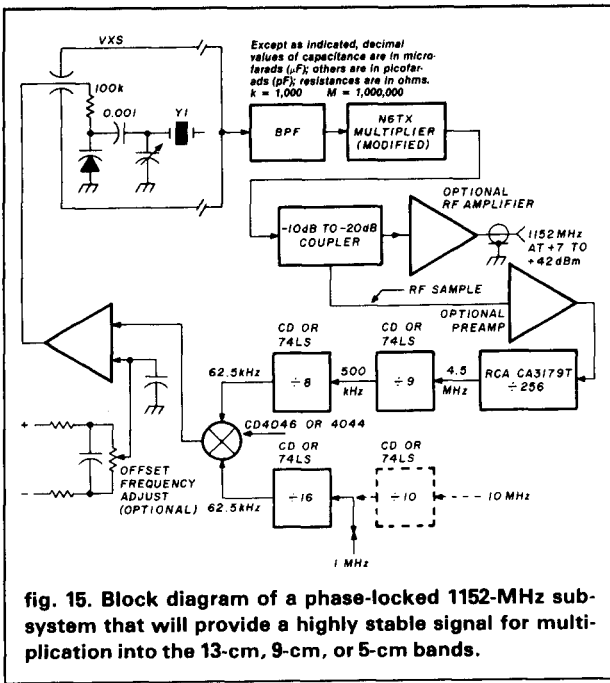 VXS
100k
0.001
Y1
Except as indicated, decimal
values of capacitance are in micro-
farads (μF); others are in picofar-
ads (pF); resistances are in ohms.
k = 1,000 M = 1,000,000
BPF
N6TX
MULTIPLIER
(MODIFIED)
OPTIONAL
RF AMPLIFIER
-10dB TO -20dB
COUPLER
1152MHz
AT +7 TO
+42dBm
RF SAMPLE
OPTIONAL
PREAMP
CD OR
74LS
÷8
CD OR
74LS
÷9
RCA CA3179T
÷256
62.5kHz
500
kHz
4.5
MHz
CD4046 OR 4044
+
-
OFFSET
FREQUENCY
ADJUST
(OPTIONAL)
CD OR
74LS
÷16
CD OR
74LS
÷10
10 MHz
62.5kHz
1 MHz
fig. 15. Block diagram of a phase-locked 1152-MHz sub-
system that will provide a highly stable signal for multi-
plication into the 13-cm, 9-cm, or 5-cm bands.